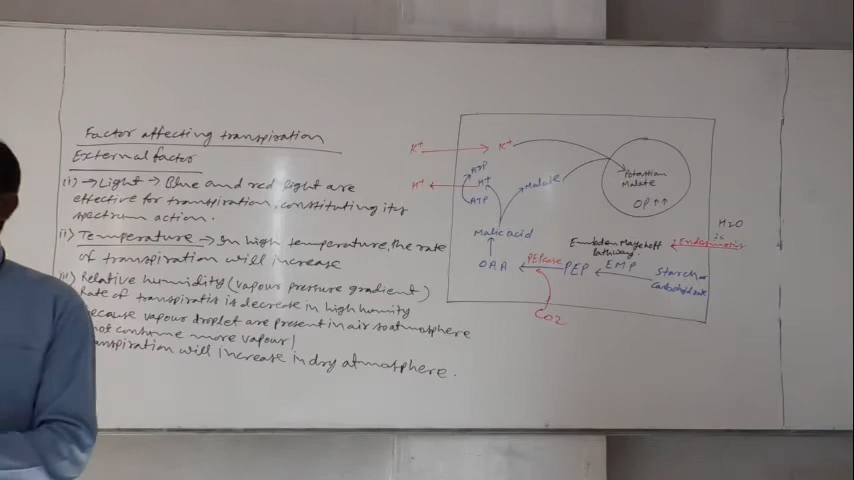 Factor affecting transpiration
External factor
(i) → Light → Blue and red light are
effective for transpiration, constituting its
spectrum action.
ii) Temperature → In high temperature, the rate
of transpiration will increase
iii) Relative humidity (vapour pressure gradient)
Rate of transpiratis is decrease in high humity
because vapour droplet are present in air so atmosphere
not consume more vapour)
transpiration will increase in dry atmosphere.
K+ → K+
H+ ← H+
ADP
ATP
Malate
Malic acid
Potassium
Malate
OP ↑↑
OAA ← PEPcase PEP ← EMP Starch or
Carbohydrate
Embden Mayerhoff
Pathway.
CO2
H2O
Endosmosis